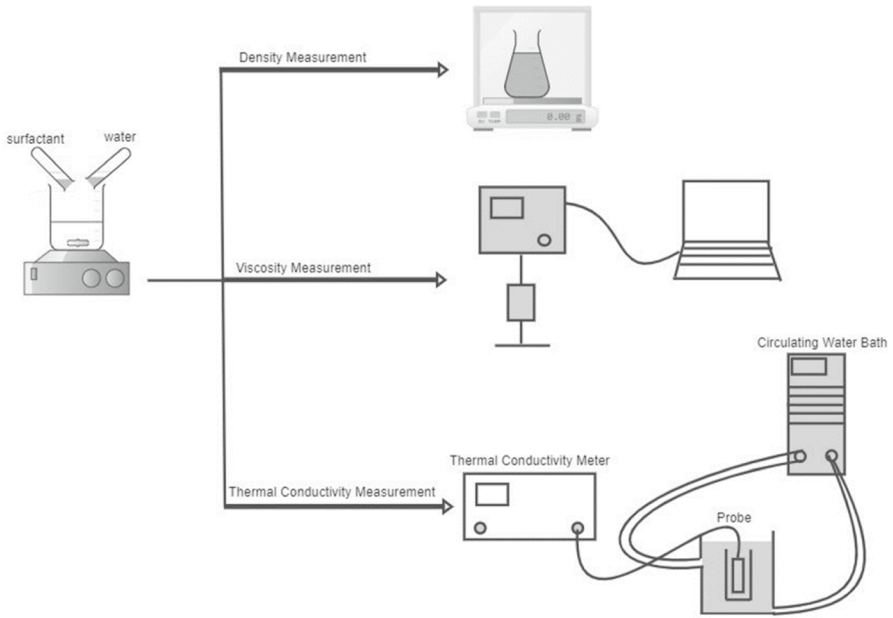 Density Measurement
0.00 g
surfactant
water
Viscosity Measurement
Circulating Water Bath
Thermal Conductivity Meter
Thermal Conductivity Measurement
Probe